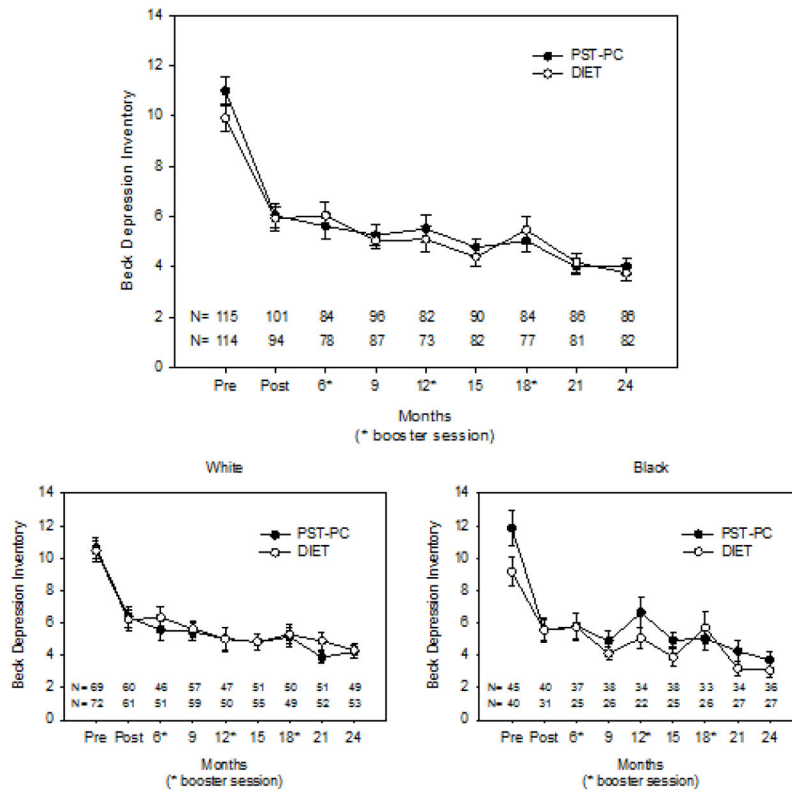 14
12
10
8
6
4
2
0
Beck Depression Inventory
PST-PC
DIET
N= 115 101 84 96 82 90 84 86 86
N= 114 94 78 87 73 82 77 81 82
Pre Post 6* 9 12* 15 18* 21 24
Months
(* booster session)
White
14
12
10
8
6
4
2
0
Beck Depression Inventory
PST-PC
DIET
N= 69 60 46 57 47 51 50 51 49
N= 72 61 51 59 50 55 49 52 53
Pre Post 6* 9 12* 15 18* 21 24
Months
(* booster session)
Black
14
12
10
8
6
4
2
0
Beck Depression Inventory
PST-PC
DIET
N= 45 40 37 38 34 38 33 34 36
N= 40 31 25 26 22 25 26 27 27
Pre Post 6* 9 12* 15 18* 21 24
Months
(* booster session)